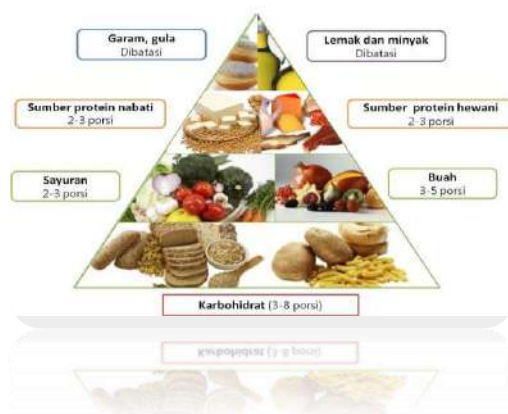 Garam, gula
Dibatasi
Lemak dan minyak
Dibatasi
Sumber protein nabati
2-3 porsi
Sumber protein hewani
2-3 porsi
Sayuran
2-3 porsi
Buah
3-5 porsi
Karbohidrat (3-8 porsi)